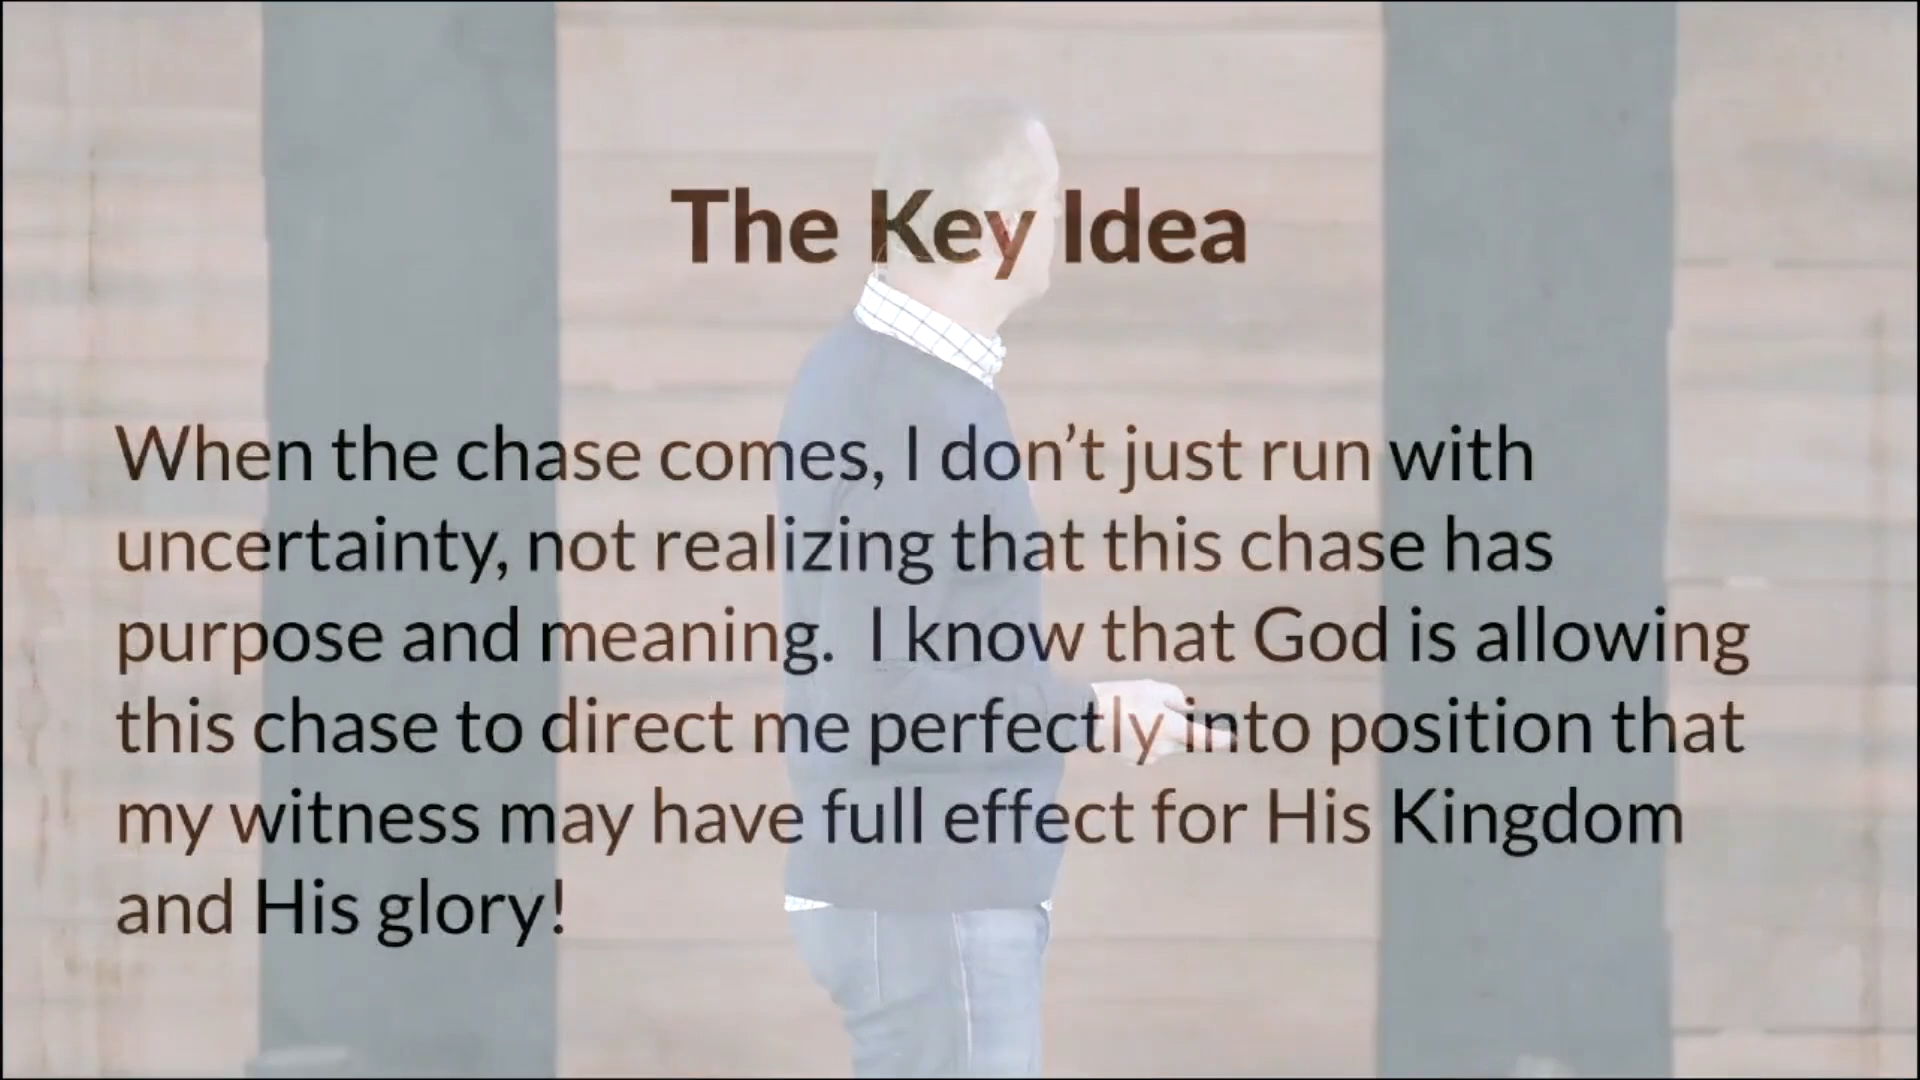 The Key Idea
When the chase comes, I don’t just run with
uncertainty, not realizing that this chase has
purpose and meaning.  I know that God is allowing
this chase to direct me perfectly into position that
my witness may have full effect for His Kingdom
and His glory!